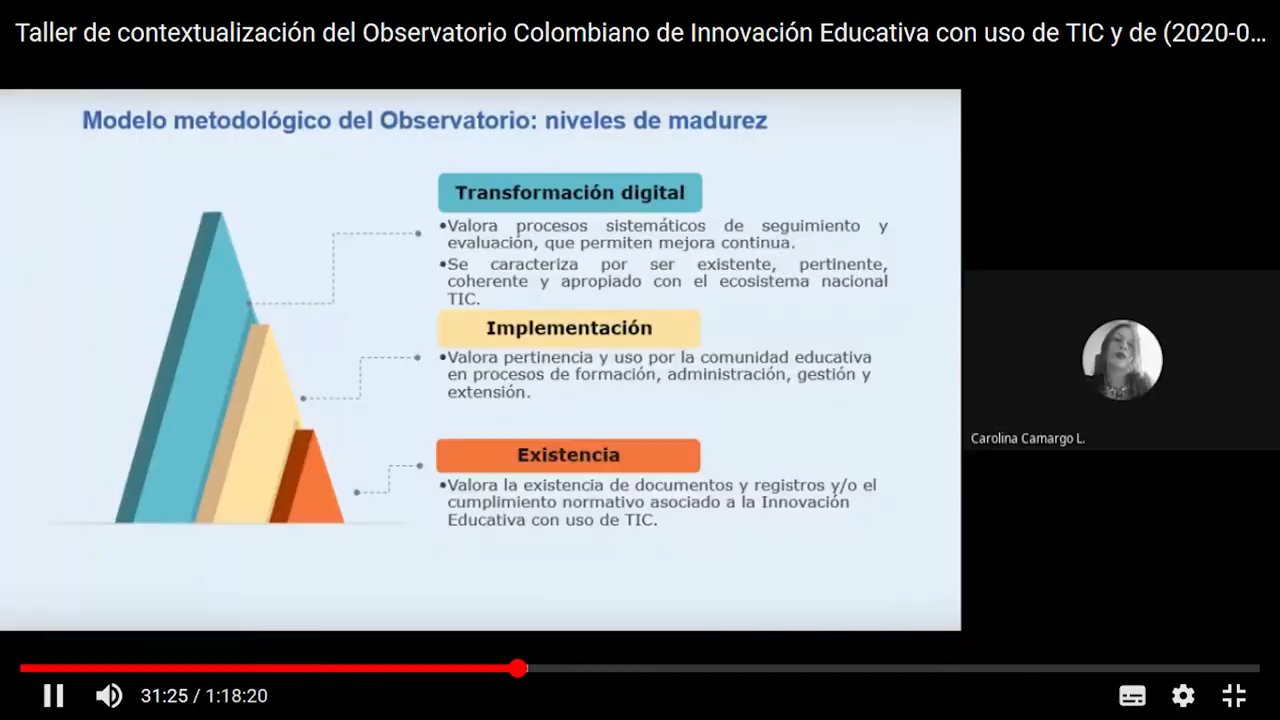 Taller de contextualización del Observatorio Colombiano de Innovación Educativa con uso de TIC y de (2020-0...
Modelo metodológico del Observatorio: niveles de madurez
Transformación digital
•Valora procesos sistemáticos de seguimiento y
evaluación, que permiten mejora continua.
•Se caracteriza por ser existente, pertinente,
coherente y apropiado con el ecosistema nacional
TIC.
Implementación
•Valora pertinencia y uso por la comunidad educativa
en procesos de formación, administración, gestión y
extensión.
Existencia
•Valora la existencia de documentos y registros y/o el
cumplimiento normativo asociado a la Innovación
Educativa con uso de TIC.
Carolina Camargo L.
31:25 / 1:18:20